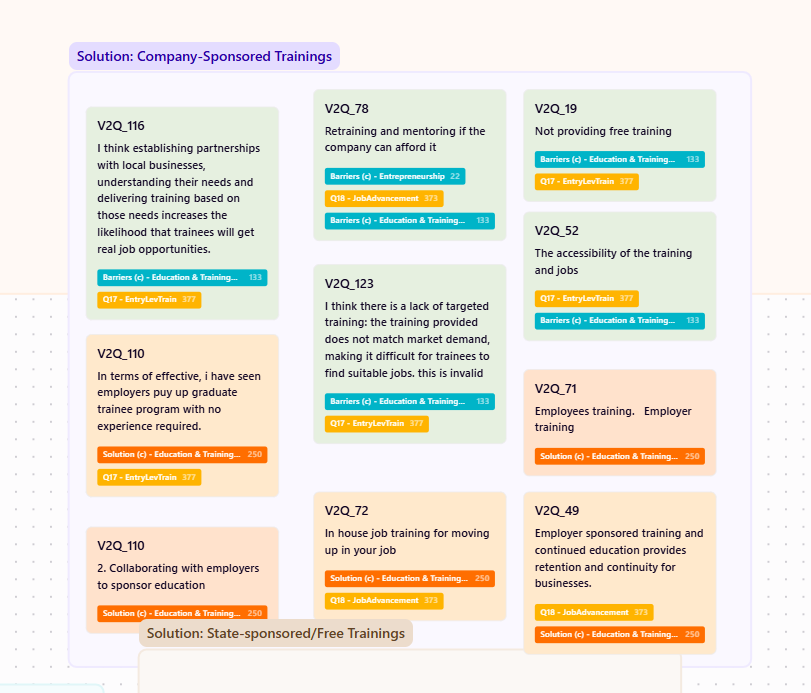 Solution: Company-Sponsored Trainings
V2Q_116
I think establishing partnerships
with local businesses,
understanding their needs and
delivering training based on
those needs increases the
likelihood that trainees will get
real job opportunities.
Barriers (c) - Education & Training... 133
Q17 - EntryLevTrain 377
V2Q_110
In terms of effective, i have seen
employers puy up graduate
trainee program with no
experience required.
Solution (c) - Education & Training... 250
Q17 - EntryLevTrain 377
V2Q_110
2. Collaborating with employers
to sponsor education
Solution (c) - Education & Training... 250
V2Q_78
Retraining and mentoring if the
company can afford it
Barriers (c) - Entrepreneurship 22
Q18 - JobAdvancement 373
Barriers (c) - Education & Training... 133
V2Q_123
I think there is a lack of targeted
training: the training provided
does not match market demand,
making it difficult for trainees to
find suitable jobs. this is invalid
Barriers (c) - Education & Training... 133
Q17 - EntryLevTrain 377
V2Q_72
In house job training for moving
up in your job
Solution (c) - Education & Training... 250
Q18 - JobAdvancement 373
V2Q_19
Not providing free training
Barriers (c) - Education & Training... 133
Q17 - EntryLevTrain 377
V2Q_52
The accessibility of the training
and jobs
Q17 - EntryLevTrain 377
Barriers (c) - Education & Training... 133
V2Q_71
Employees training. Employer
training
Solution (c) - Education & Training... 250
V2Q_49
Employer sponsored training and
continued education provides
retention and continuity for
businesses.
Q18 - JobAdvancement 373
Solution (c) - Education & Training... 250
Solution: State-sponsored/Free Trainings